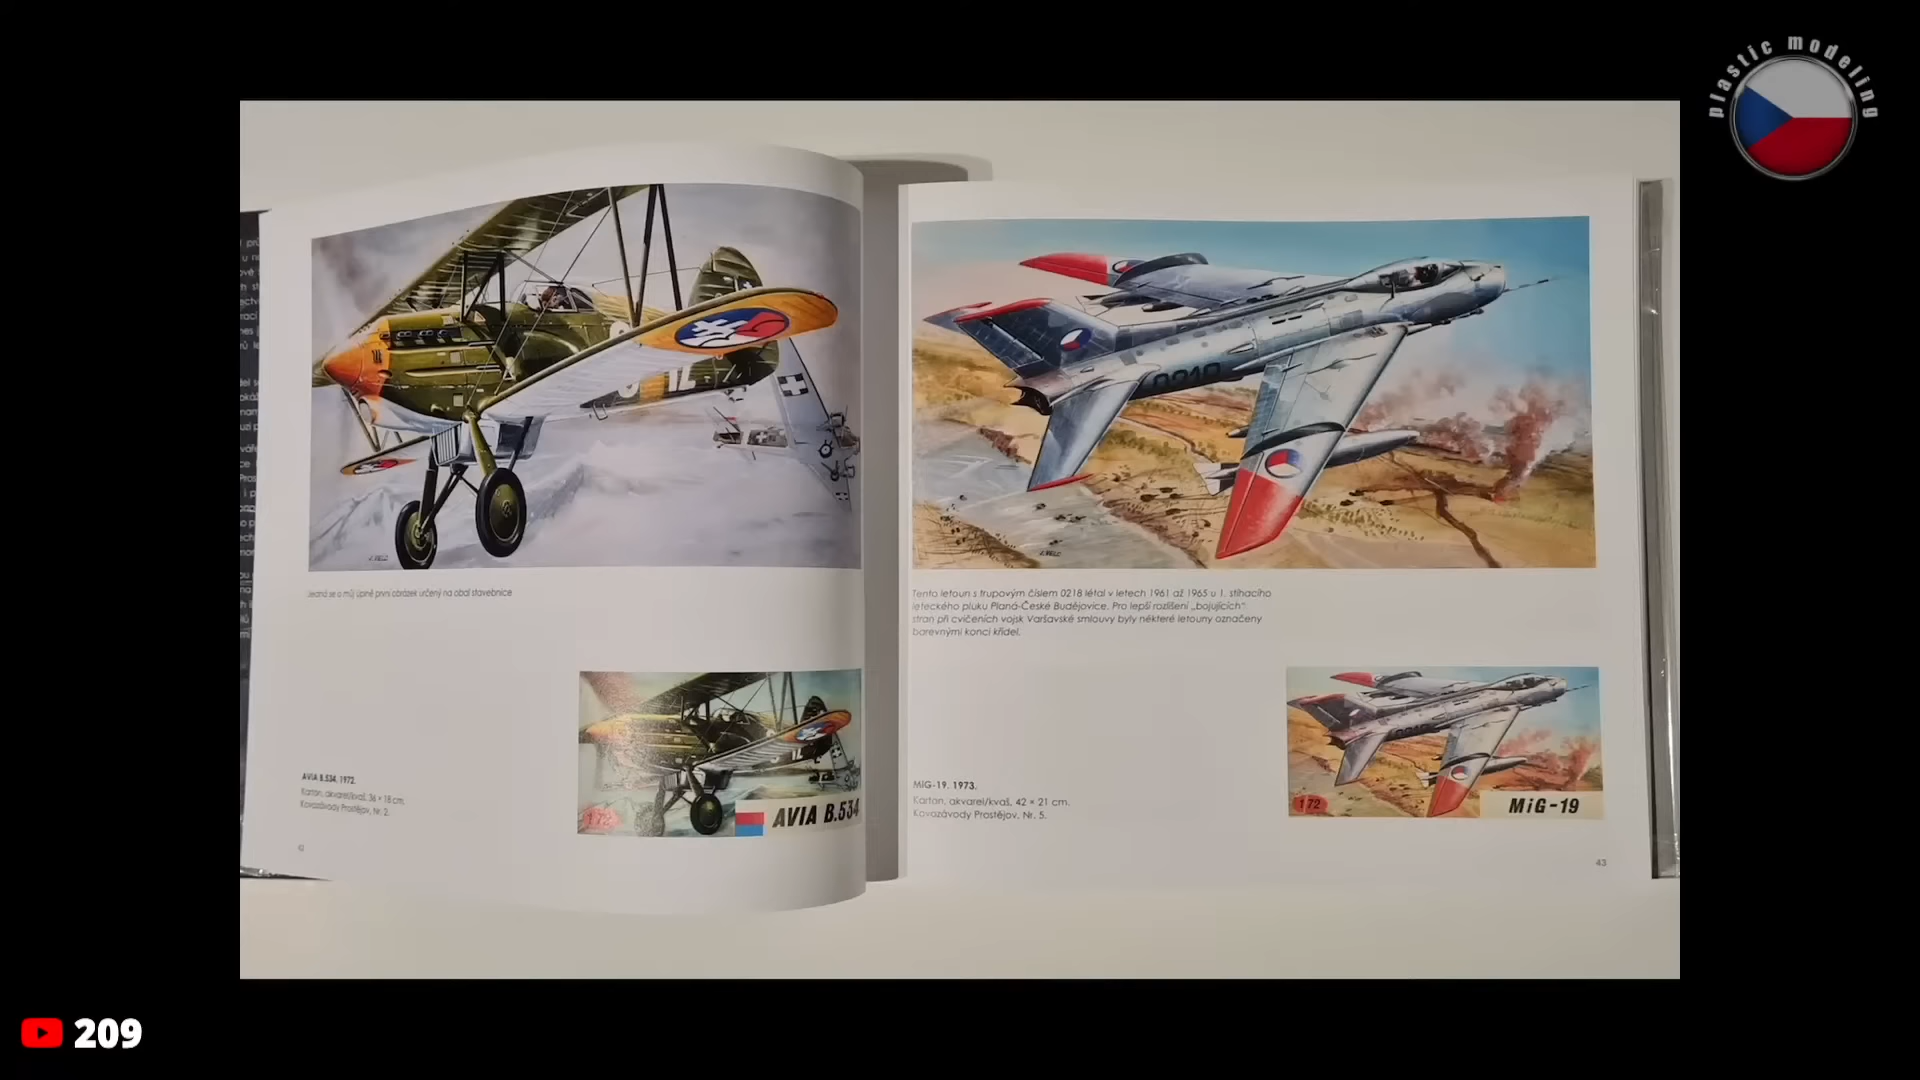 plastic modeling
Jedná se o můj úplně první obrázek určený na obal stavebnice
AVIA B.534, 1972.
Karton, akvarel/kvaš, 36 × 18 cm.
Kovozávody Prostějov, Nr. 2.
1:72
AVIA B.534
42
Tento letoun s trupovým číslem 0218 létal v letech 1961 až 1965 u 1. stíhacího
leteckého pluku Planá-České Budějovice. Pro lepší rozlišení „bojujících"
stran při cvičeních vojsk Varšavské smlouvy byly některé letouny označeny
barevnými konci křídel.
MiG-19, 1973.
Karton, akvarel/kvaš, 42 × 21 cm.
Kovozávody Prostějov, Nr. 5.
1:72
MiG-19
43
209